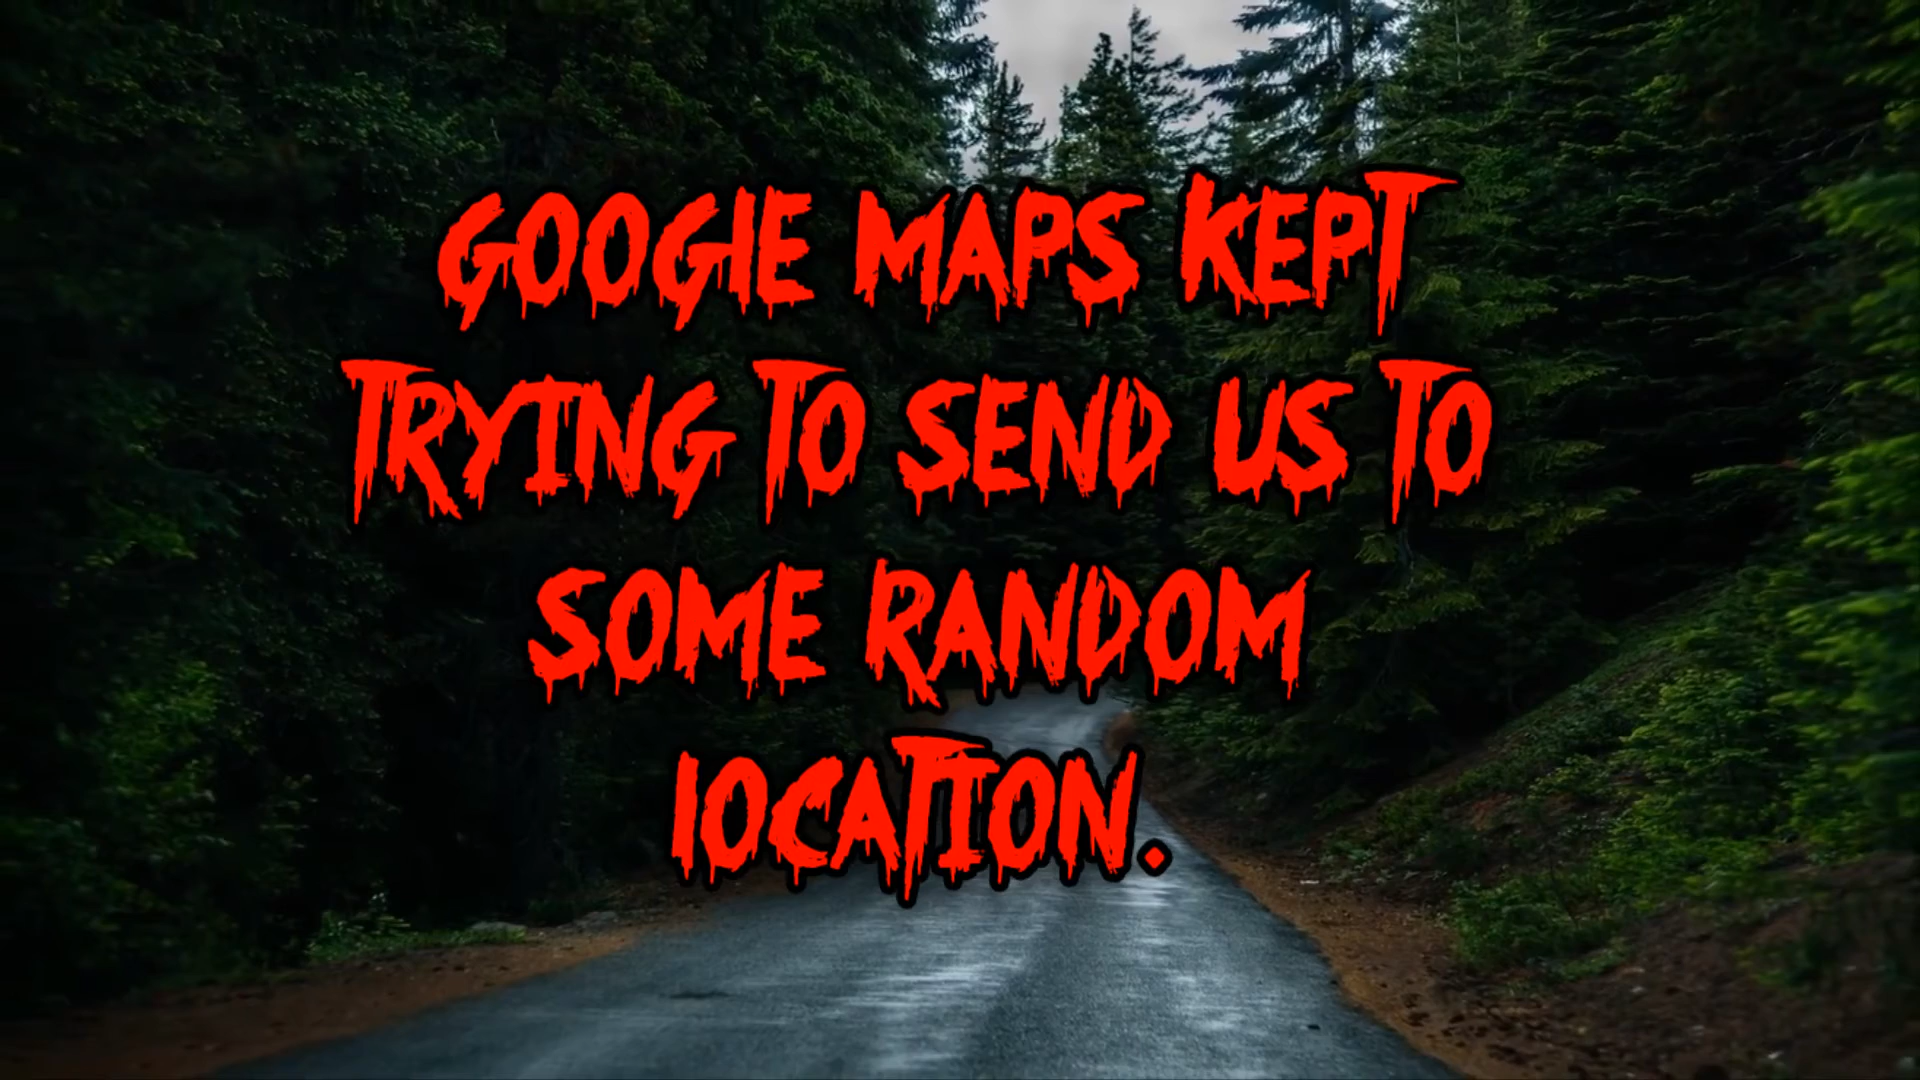 GOOGlE MAPS KEPT
TRYING TO SEND US TO
SOME RANDOM
lOCATION.